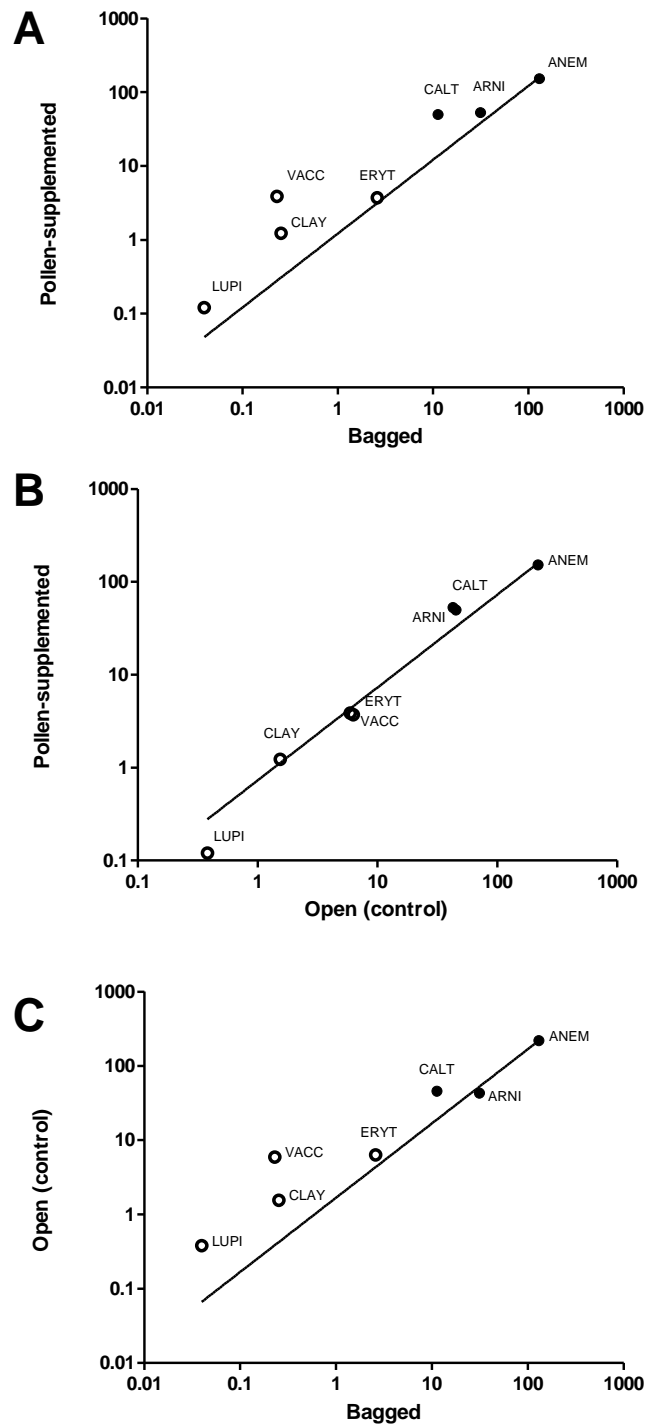 A
1000
100
10
1
0.1
0.01
Pollen-supplemented
ANEM
ARNI
CALT
VACC
ERYT
CLAY
LUPI
0.01 0.1 1 10 100 1000
Bagged
B
1000
100
10
1
0.1
Pollen-supplemented
ANEM
CALT
ARNI
ERYT
VACC
CLAY
LUPI
0.1 1 10 100 1000
Open (control)
C
1000
100
10
1
0.1
0.01
Open (control)
ANEM
CALT
ARNI
ERYT
VACC
CLAY
LUPI
0.01 0.1 1 10 100 1000
Bagged